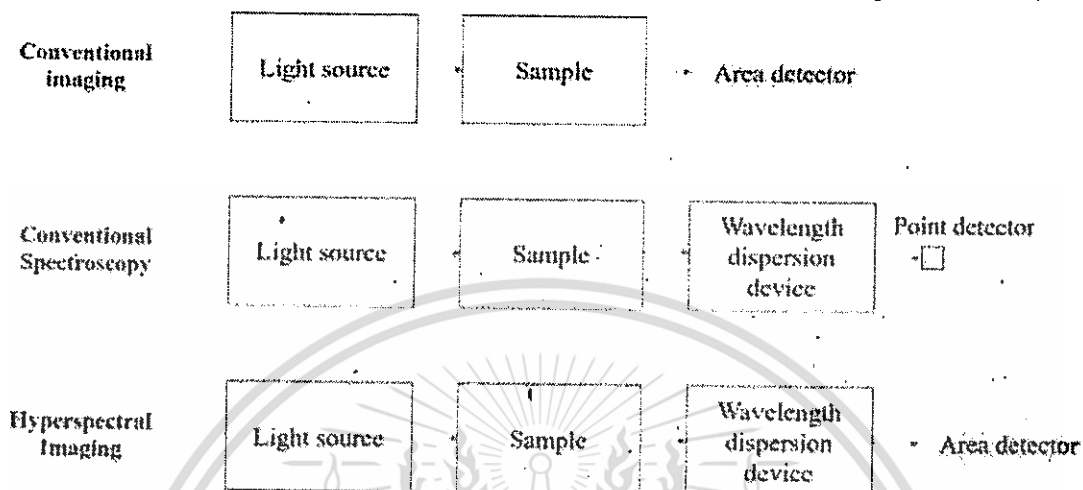 Conventional
imaging
Light source
Sample
Area detector
Conventional
Spectroscopy
Light source
Sample
Wavelength
dispersion
device
Point detector
Hyperspectral
Imaging
Light source
Sample
Wavelength
dispersion
device
Area detector